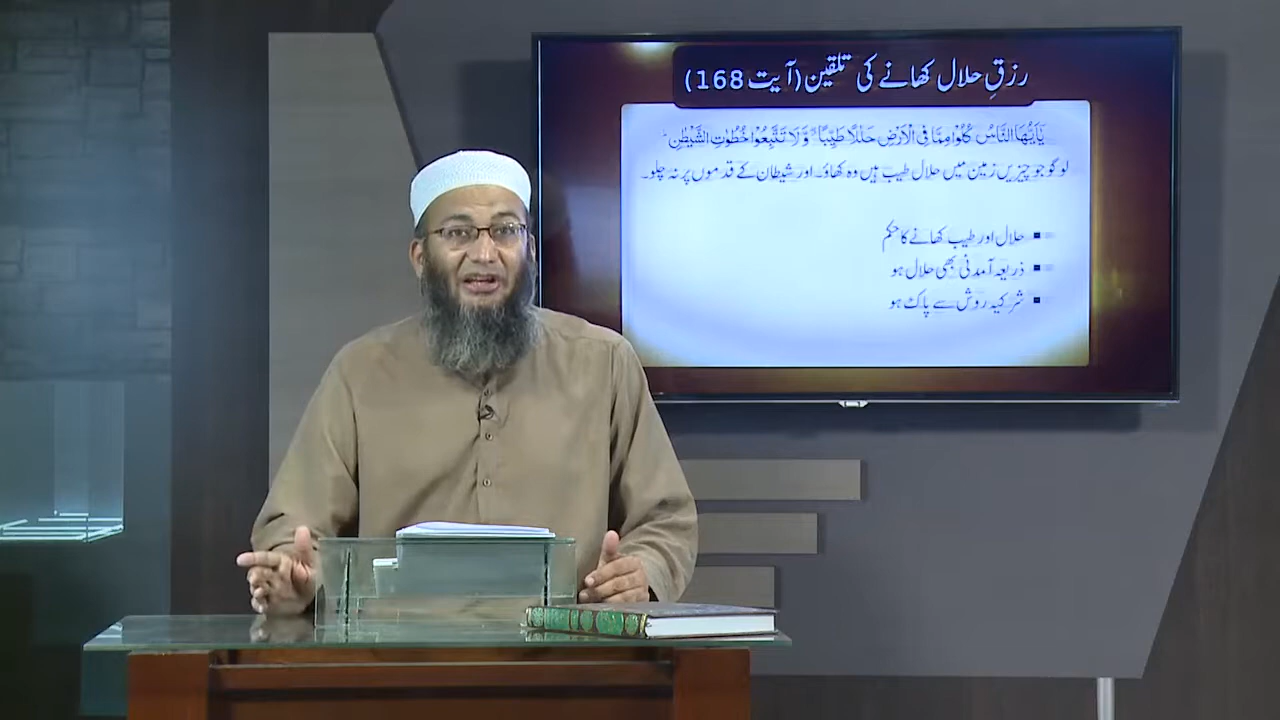 رزقِ حلال کھانے کی تلقین (آیت 168)
يٰۤاَيُّهَا النَّاسُ كُلُوْا مِمَّا فِى الْاَرْضِ حَلٰلًا طَيِّبًا ۖ وَّلَا تَتَّبِعُوْا خُطُوٰتِ الشَّيْطٰنِ ؕ
لوگو جو چیزیں زمین میں حلال طیب ہیں وہ کھاؤ۔ اور شیطان کے قدموں پر نہ چلو۔
▪ حلال اور طیب کھانے کا حکم
▪ ذریعہ آمدنی بھی حلال ہو
▪ شرکیہ روش سے پاک ہو